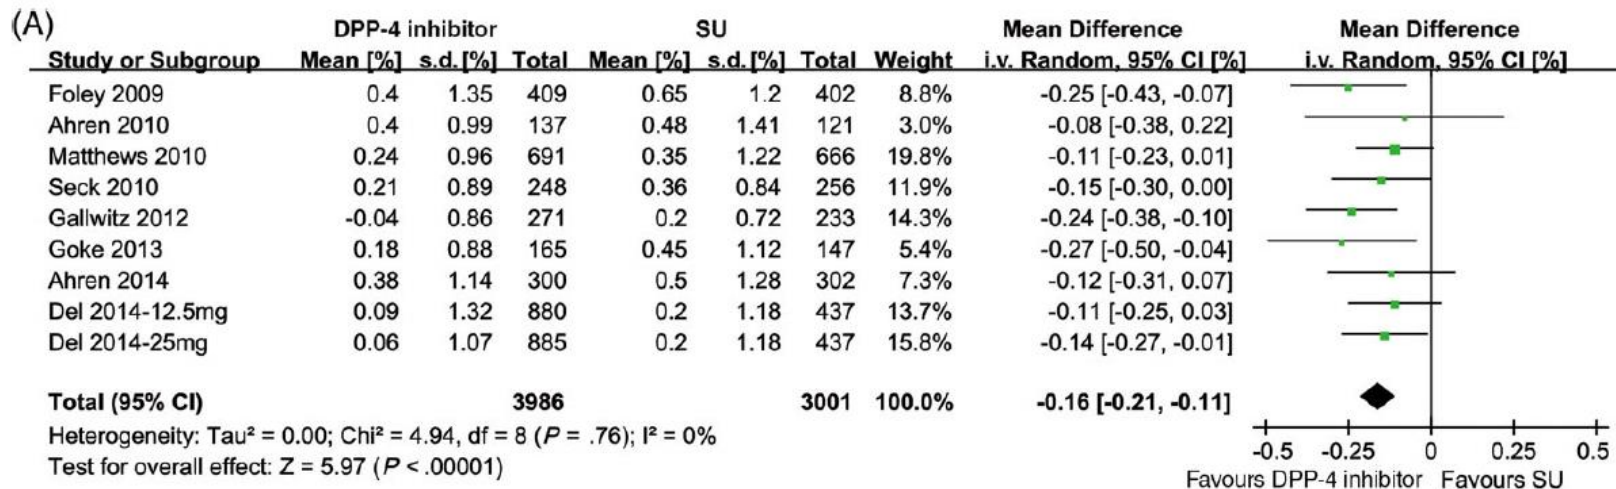 (A)
DPP-4 inhibitor SU Mean Difference Mean Difference
Study or Subgroup Mean [%] s.d.[%] Total Mean [%] s.d.[%] Total Weight i.v. Random, 95% CI [%] i.v. Random, 95% CI [%]
Foley 2009 0.4 1.35 409 0.65 1.2 402 8.8% -0.25 [-0.43, -0.07]
Ahren 2010 0.4 0.99 137 0.48 1.41 121 3.0% -0.08 [-0.38, 0.22]
Matthews 2010 0.24 0.96 691 0.35 1.22 666 19.8% -0.11 [-0.23, 0.01]
Seck 2010 0.21 0.89 248 0.36 0.84 256 11.9% -0.15 [-0.30, 0.00]
Gallwitz 2012 -0.04 0.86 271 0.2 0.72 233 14.3% -0.24 [-0.38, -0.10]
Goke 2013 0.18 0.88 165 0.45 1.12 147 5.4% -0.27 [-0.50, -0.04]
Ahren 2014 0.38 1.14 300 0.5 1.28 302 7.3% -0.12 [-0.31, 0.07]
Del 2014-12.5mg 0.09 1.32 880 0.2 1.18 437 13.7% -0.11 [-0.25, 0.03]
Del 2014-25mg 0.06 1.07 885 0.2 1.18 437 15.8% -0.14 [-0.27, -0.01]
Total (95% CI) 3986 3001 100.0% -0.16 [-0.21, -0.11]
Heterogeneity: Tau² = 0.00; Chi² = 4.94, df = 8 (P = .76); I² = 0%
Test for overall effect: Z = 5.97 (P < .00001)
-0.5 -0.25 0 0.25 0.5
Favours DPP-4 inhibitor Favours SU